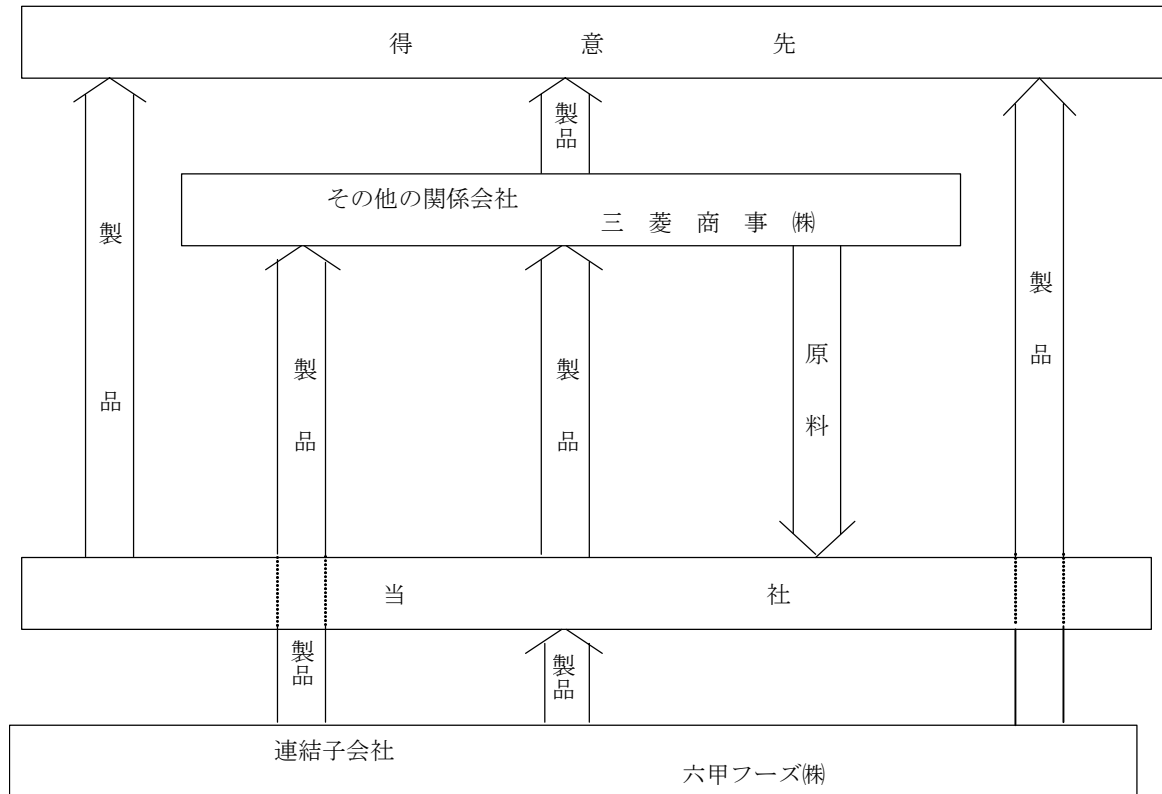 得意先
製品
その他の関係会社
三菱商事㈱
製品
製品
製品
原料
製品
当社
製品
製品
連結子会社
六甲フーズ㈱